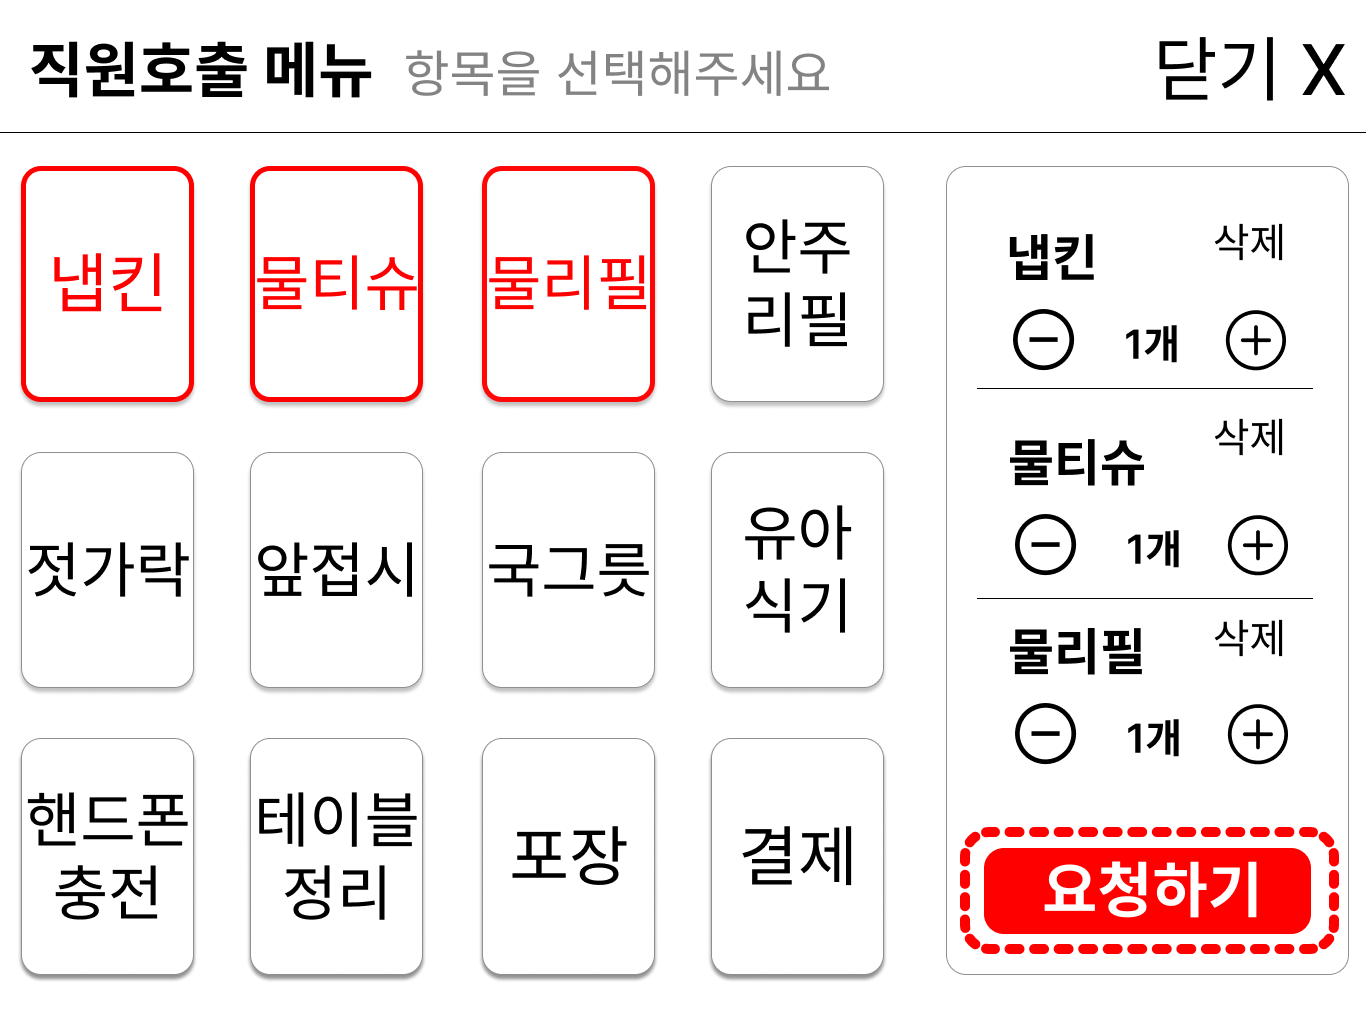 직원호출 메뉴 항목을 선택해주세요 닫기 X
냅킨
물티슈
물리필
안주
리필
젓가락
앞접시
국그릇
유아
식기
핸드폰
충전
테이블
정리
포장
결제
냅킨 삭제
1개
물티슈 삭제
1개
물리필 삭제
1개
요청하기